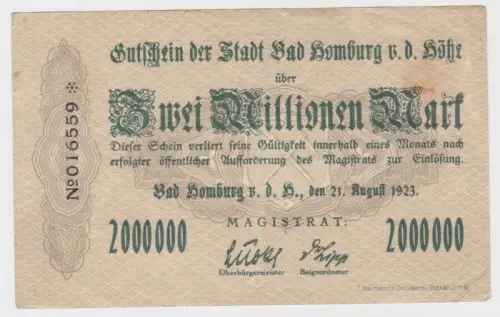 Gutschein der Stadt Bad Homburg v. d. Höhe
über
Zwei Millionen Mark
Dieser Schein verliert seine Gültigkeit innerhalb eines Monats nach
erfolgter öffentlicher Aufforderung des Magistrats zur Einlösung.
Bad Homburg v. d. H., den 21. August 1923.
MAGISTRAT:
2000000 2000000
Oberbürgermeister Beigeordneter
№016559 *